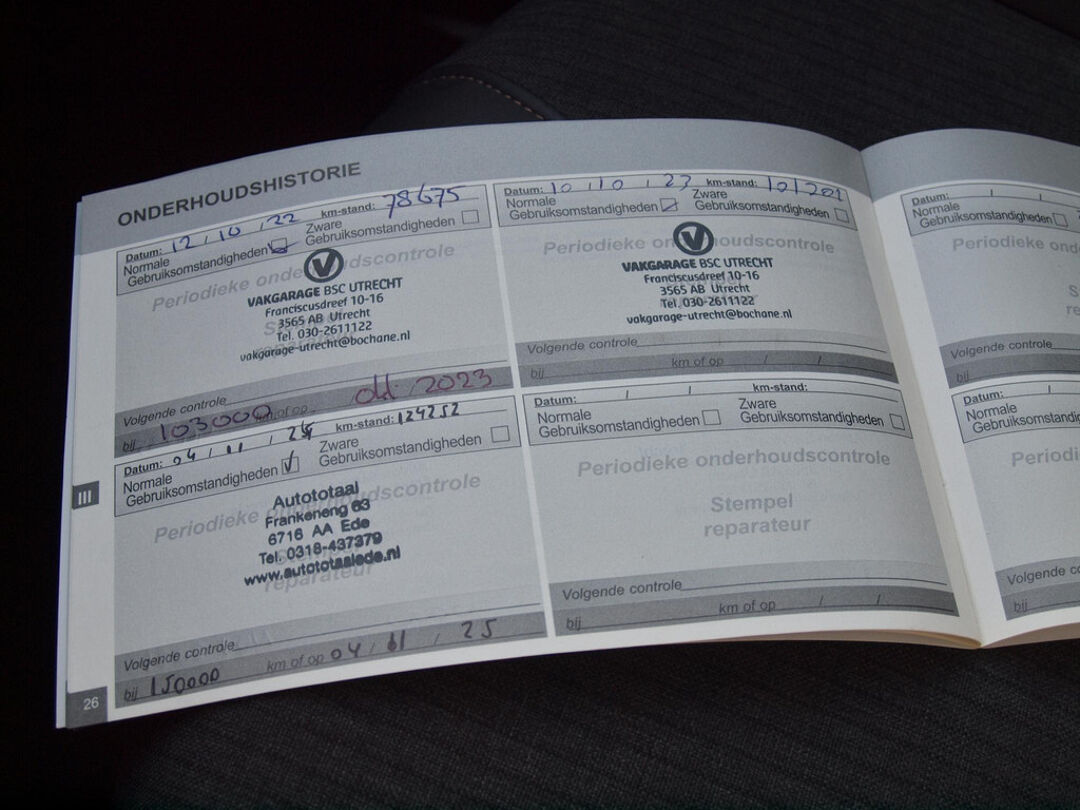 ONDERHOUDSHISTORIE
Datum: 12 / 10 / 22 km-stand: 78675
Normale Gebruiksomstandigheden
Zware Gebruiksomstandigheden
Periodieke onderhoudscontrole
VAKGARAGE BSC UTRECHT
Franciscusdreef 10-16
3565 AB Utrecht
Tel. 030-2611122
vakgarage-utrecht@bochane.nl
Volgende controle
bij 103000 km of op okt. 2023
Datum: 10 / 10 / 23 km-stand: 101201
Normale Gebruiksomstandigheden
Zware Gebruiksomstandigheden
Periodieke onderhoudscontrole
VAKGARAGE BSC UTRECHT
Franciscusdreef 10-16
3565 AB Utrecht
Tel. 030-2611122
vakgarage-utrecht@bochane.nl
Volgende controle
bij km of op / /
Datum: 04 / 11 / 24 km-stand: 124252
Normale Gebruiksomstandigheden
Zware Gebruiksomstandigheden
Periodieke onderhoudscontrole
Autototaal
Frankeneng 63
6716 AA Ede
Tel. 0318-437379
www.autototaalede.nl
reparateur
Volgende controle
bij 150000 km of op 04 / 11 / 25
Datum: / / km-stand:
Normale Gebruiksomstandigheden
Zware Gebruiksomstandigheden
Periodieke onderhoudscontrole
Stempel
reparateur
Volgende controle
bij km of op / /
III
26
Datum: /
Normale
Gebruiksomstandigheden
Periodieke onde
S
re
Volgende controle
bij
Datum: /
Normale
Gebruiksomstandigheden
Periodi
Volgende controle
bij